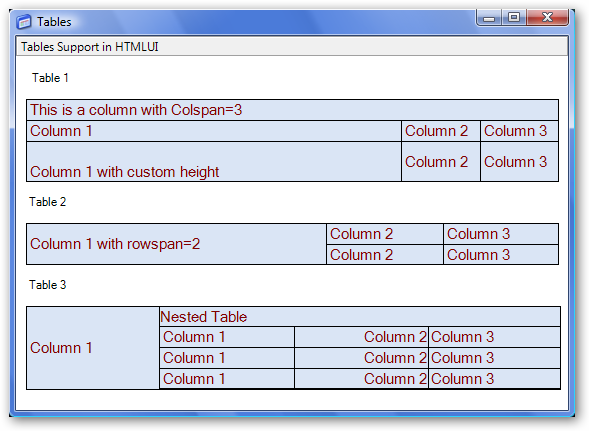 Tables
Tables Support in HTMLUI
Table 1
This is a column with Colspan=3
Column 1 Column 2 Column 3
Column 1 with custom height Column 2 Column 3
Table 2
Column 1 with rowspan=2 Column 2 Column 3
Column 2 Column 3
Table 3
Column 1
Nested Table
Column 1 Column 2 Column 3
Column 1 Column 2 Column 3
Column 1 Column 2 Column 3